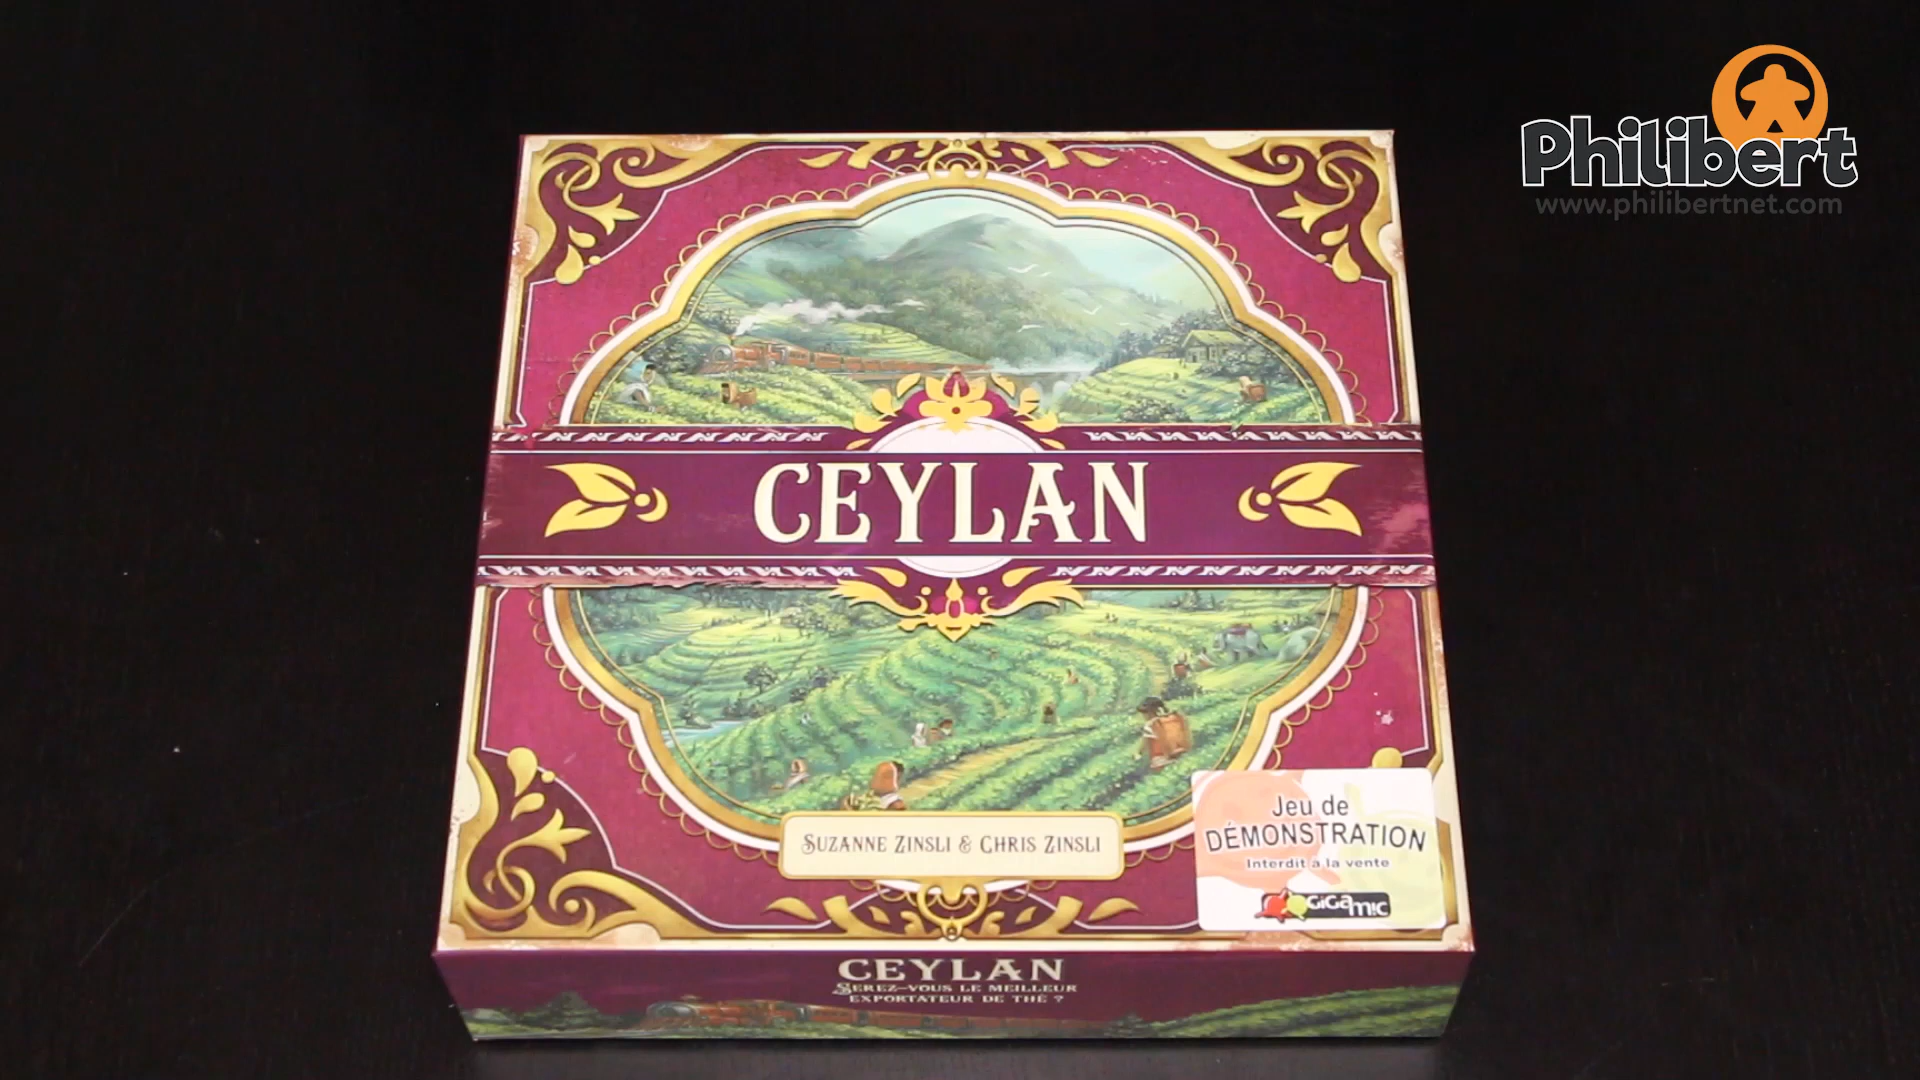 Philibert
www.philibertnet.com
CEYLAN
SUZANNE ZINSLI & CHRIS ZINSLI
Jeu de
DÉMONSTRATION
Interdit à la vente
GiGaMiC
CEYLAN
SEREZ-VOUS LE MEILLEUR
EXPORTATEUR DE THÉ ?